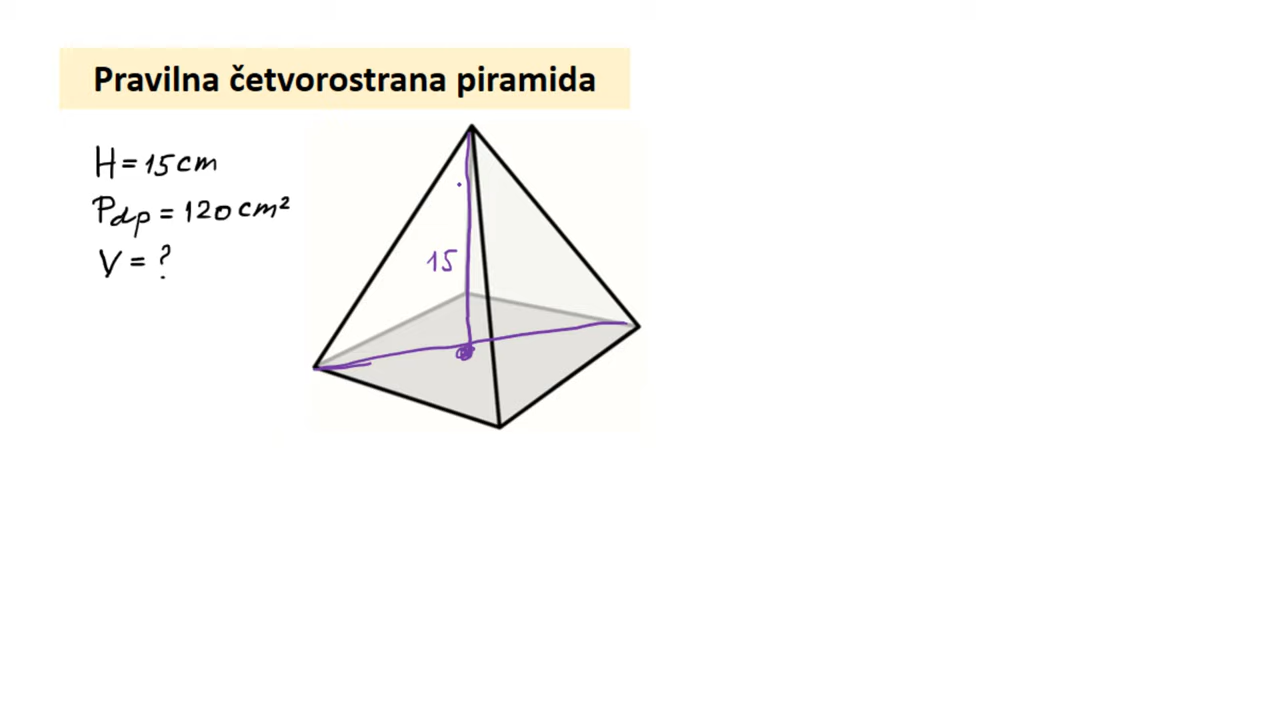 Pravilna četvorostrana piramida
H = 15 cm
Pdp = 120 cm²
V = ?
15